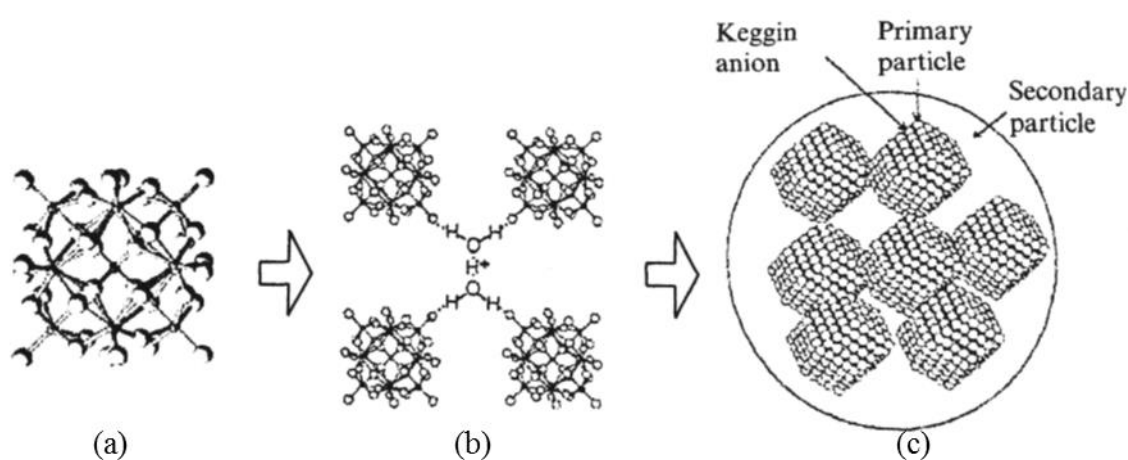 Keggin
anion
Primary
particle
Secondary
particle
H H
O
H+
O
H H
(a)
(b)
(c)